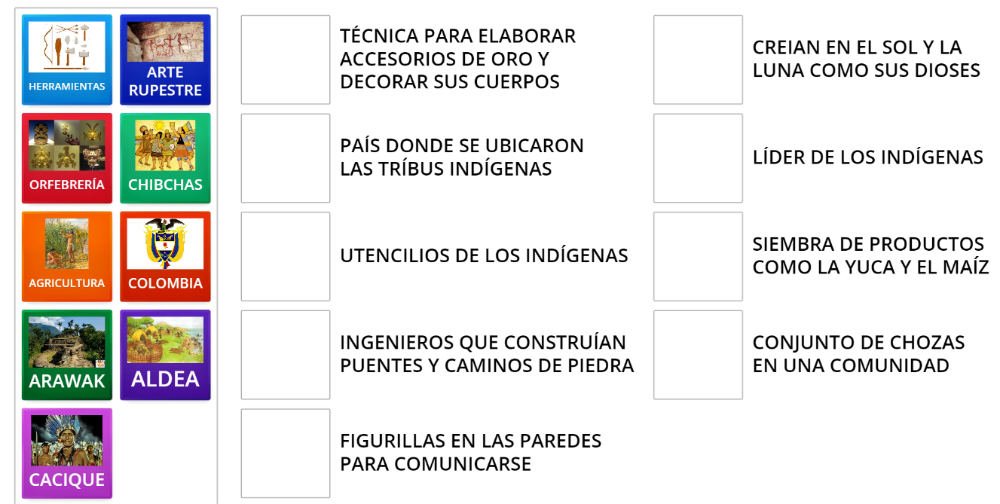 HERRAMIENTAS
ARTE
RUPESTRE
ORFEBRERÍA
CHIBCHAS
AGRICULTURA
COLOMBIA
ARAWAK
ALDEA
CACIQUE
TÉCNICA PARA ELABORAR
ACCESORIOS DE ORO Y
DECORAR SUS CUERPOS
PAÍS DONDE SE UBICARON
LAS TRÍBUS INDÍGENAS
UTENCILIOS DE LOS INDÍGENAS
INGENIEROS QUE CONSTRUÍAN
PUENTES Y CAMINOS DE PIEDRA
FIGURILLAS EN LAS PAREDES
PARA COMUNICARSE
CREIAN EN EL SOL Y LA
LUNA COMO SUS DIOSES
LÍDER DE LOS INDÍGENAS
SIEMBRA DE PRODUCTOS
COMO LA YUCA Y EL MAÍZ
CONJUNTO DE CHOZAS
EN UNA COMUNIDAD